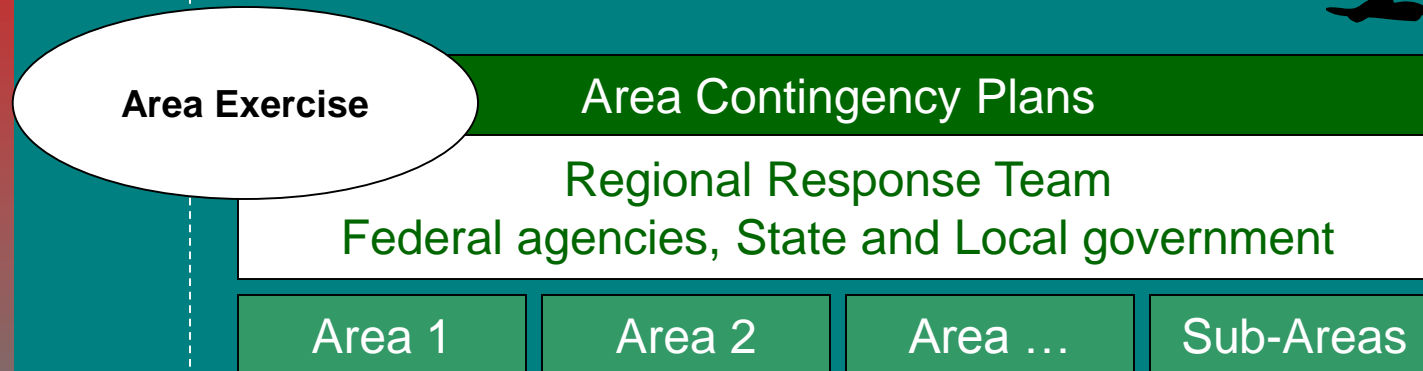 Area Exercise
Area Contingency Plans
Regional Response Team
Federal agencies, State and Local government
Area 1
Area 2
Area …
Sub-Areas